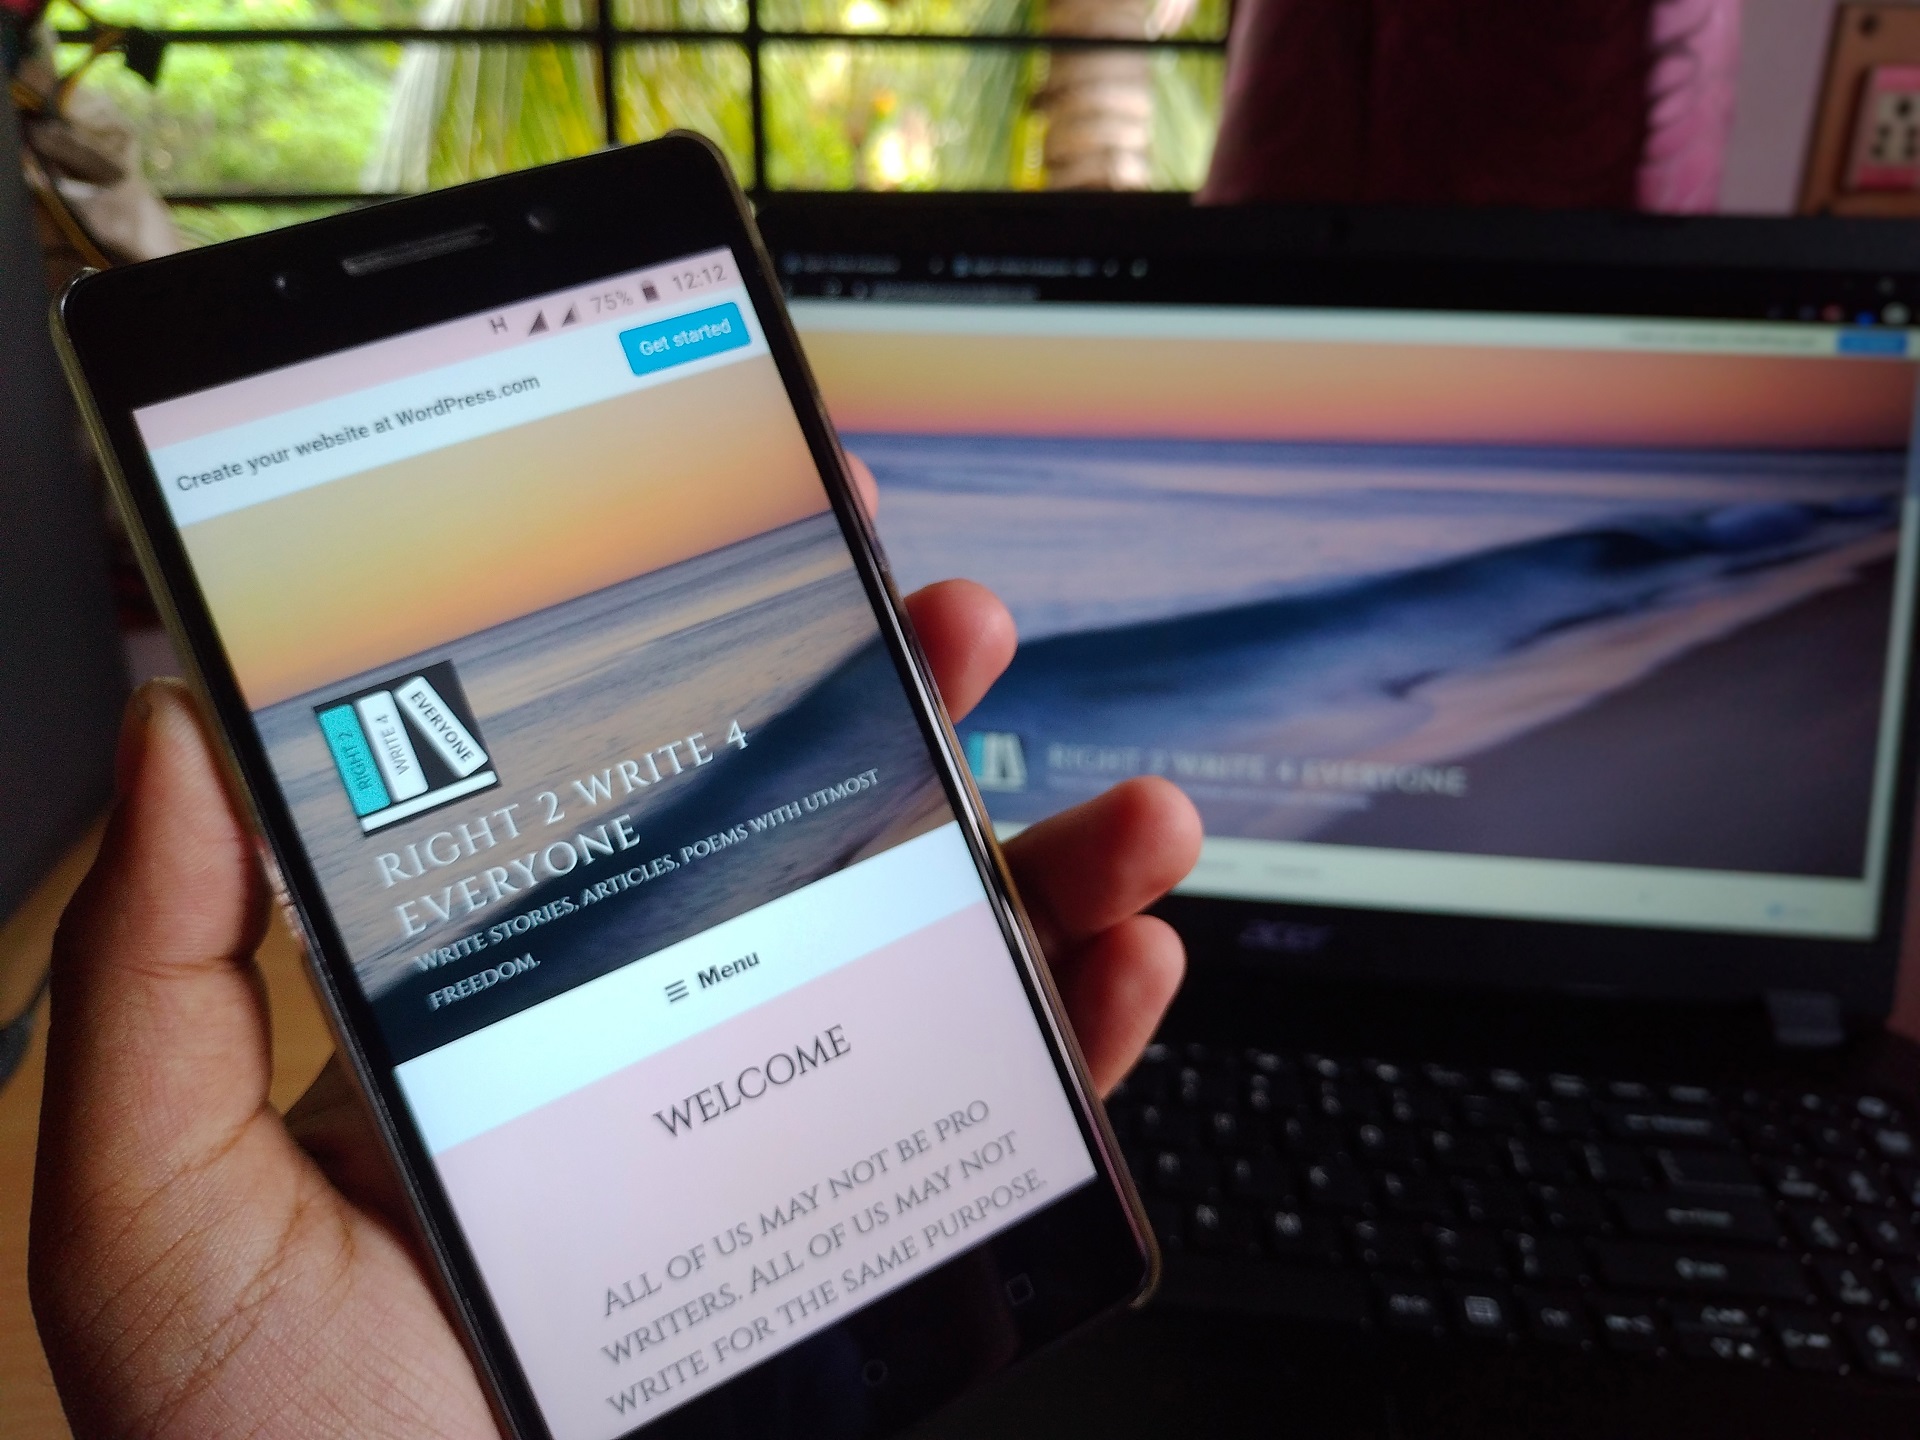 H 75% 12:12
Create your website at WordPress.com
Get started
RIGHT 2
WRITE 4
EVERYONE
RIGHT 2 WRITE 4
EVERYONE
WRITE STORIES, ARTICLES, POEMS WITH UTMOST
FREEDOM.
Menu
WELCOME
ALL OF US MAY NOT BE PRO
WRITERS. ALL OF US MAY NOT
WRITE FOR THE SAME PURPOSE.
RIGHT 2 WRITE 4 EVERYONE
acer